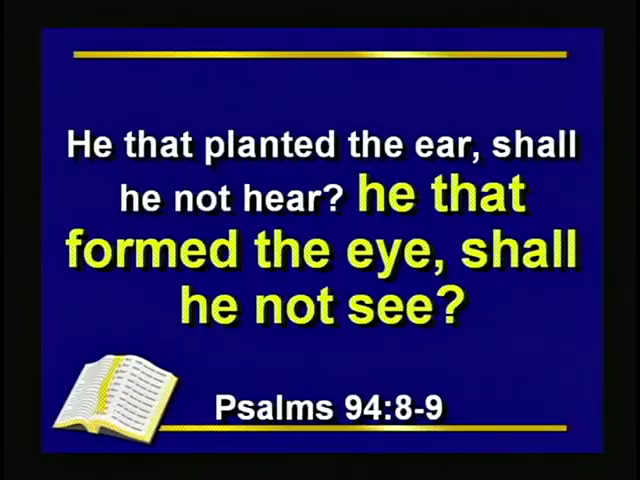 He that planted the ear, shall
he not hear? he that
formed the eye, shall
he not see?
Psalms 94:8-9